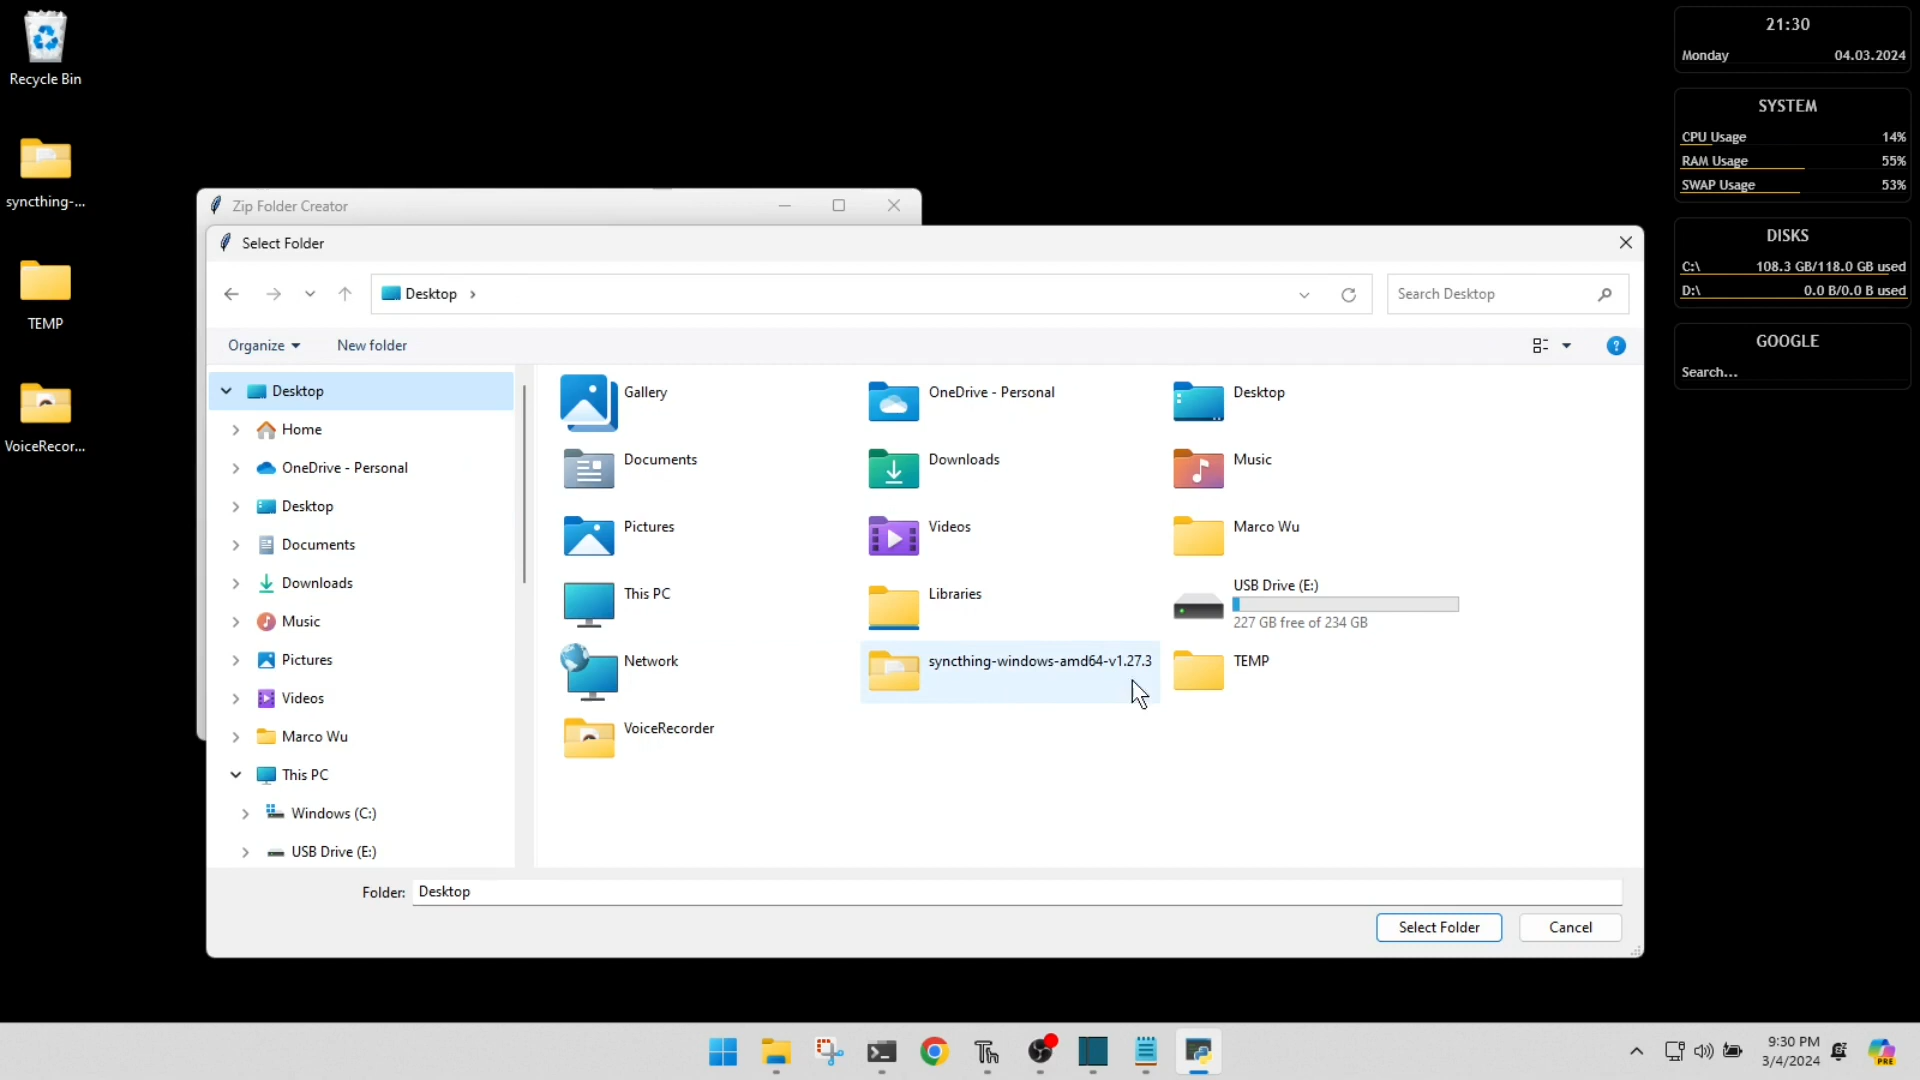 Recycle Bin
syncthing-...
TEMP
VoiceRecor...
Zip Folder Creator
Select Folder
Desktop
Search Desktop
Organize
New folder
Desktop
Home
OneDrive - Personal
Desktop
Documents
Downloads
Music
Pictures
Videos
Marco Wu
This PC
Windows (C:)
USB Drive (E:)
Gallery
OneDrive - Personal
Desktop
Documents
Downloads
Music
Pictures
Videos
Marco Wu
This PC
Libraries
USB Drive (E:)
227 GB free of 234 GB
Network
syncthing-windows-amd64-v1.27.3
TEMP
VoiceRecorder
Folder: Desktop
Select Folder
Cancel
21:30
Monday 04.03.2024
SYSTEM
CPU Usage 14%
RAM Usage 55%
SWAP Usage 53%
DISKS
C:\ 108.3 GB/118.0 GB used
D:\ 0.0 B/0.0 B used
GOOGLE
Search...
Th
9:30 PM
3/4/2024
PRE